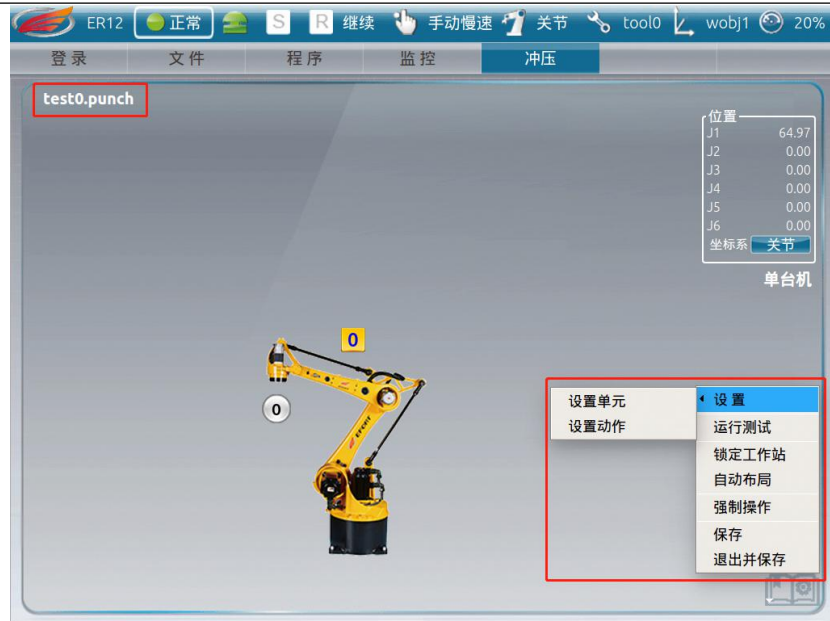 ER12 正常 S R 继续 手动慢速 关节 tool0 wobj1 20%
登录 文件 程序 监控 冲压
test0.punch
位置
J1 64.97
J2 0.00
J3 0.00
J4 0.00
J5 0.00
J6 0.00
坐标系 关节
单台机
0
0
EFORT
设置单元
设置动作
设置
运行测试
锁定工作站
自动布局
强制操作
保存
退出并保存